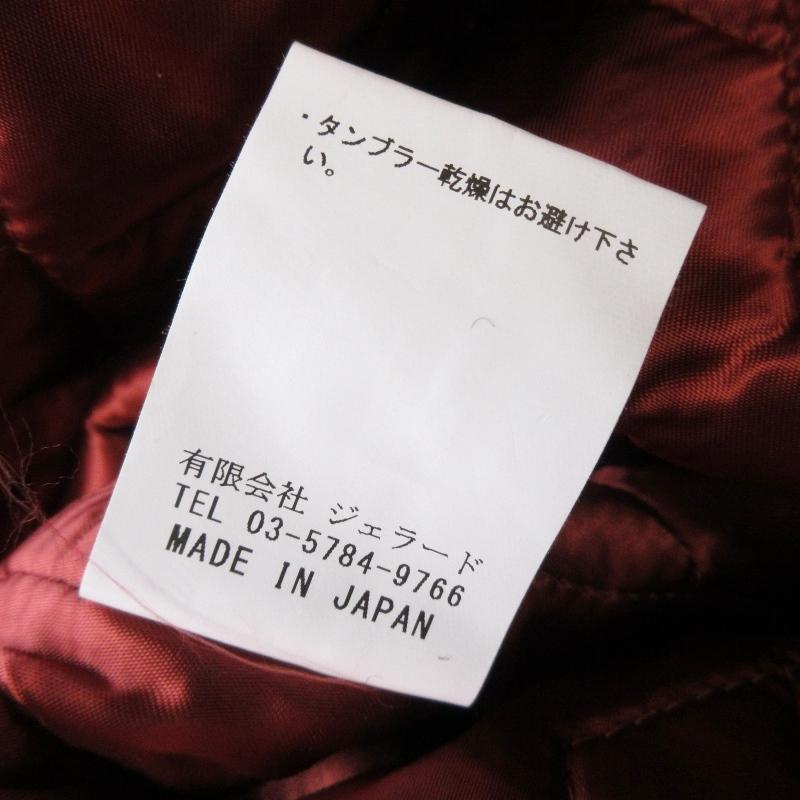 ・タンブラー乾燥はお避け下さ
い。
有限会社 ジェラード
TEL 03-5784-9766
MADE IN JAPAN